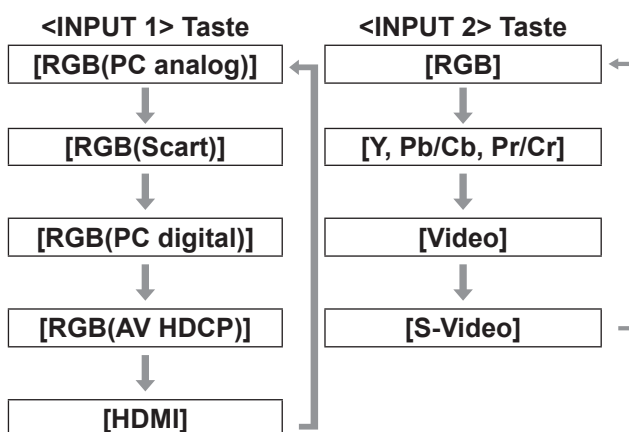 <INPUT 1> Taste
[RGB(PC analog)]
[RGB(Scart)]
[RGB(PC digital)]
[RGB(AV HDCP)]
[HDMI]
<INPUT 2> Taste
[RGB]
[Y, Pb/Cb, Pr/Cr]
[Video]
[S-Video]